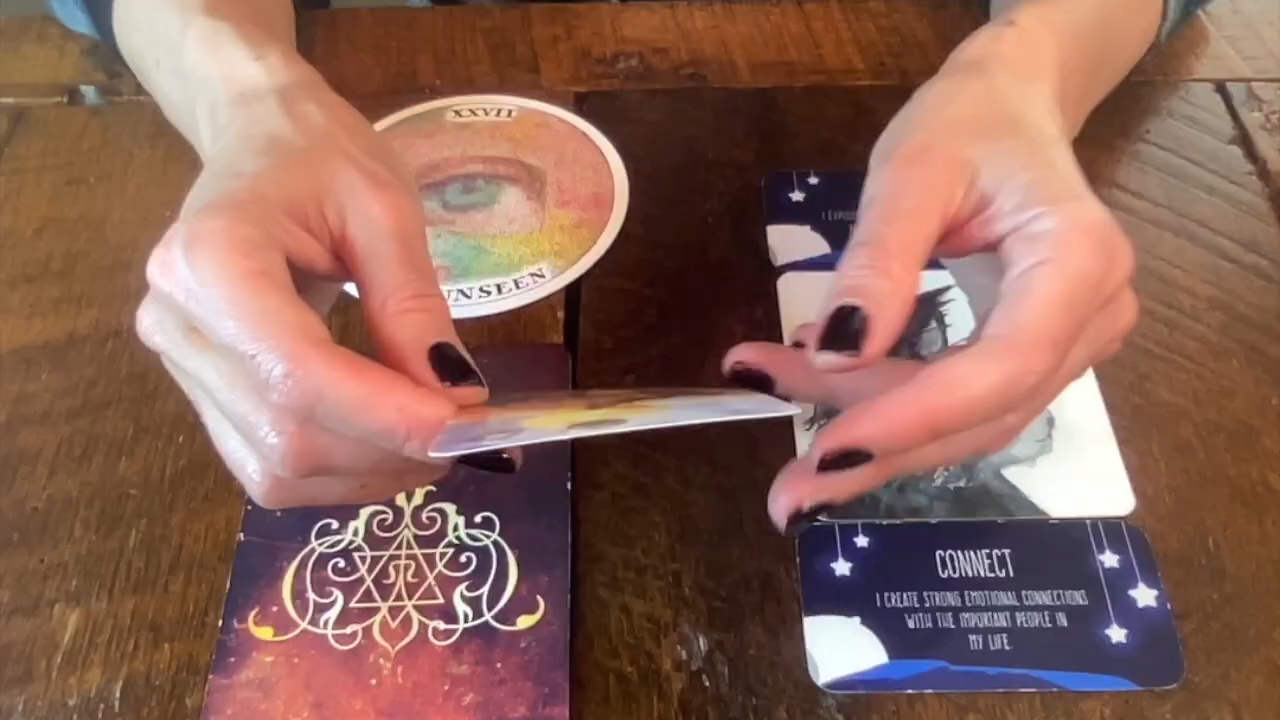 XXVII
UNSEEN
I
CONNECT
I CREATE STRONG EMOTIONAL CONNECTIONS
WITH THE IMPORTANT PEOPLE IN
MY LIFE.